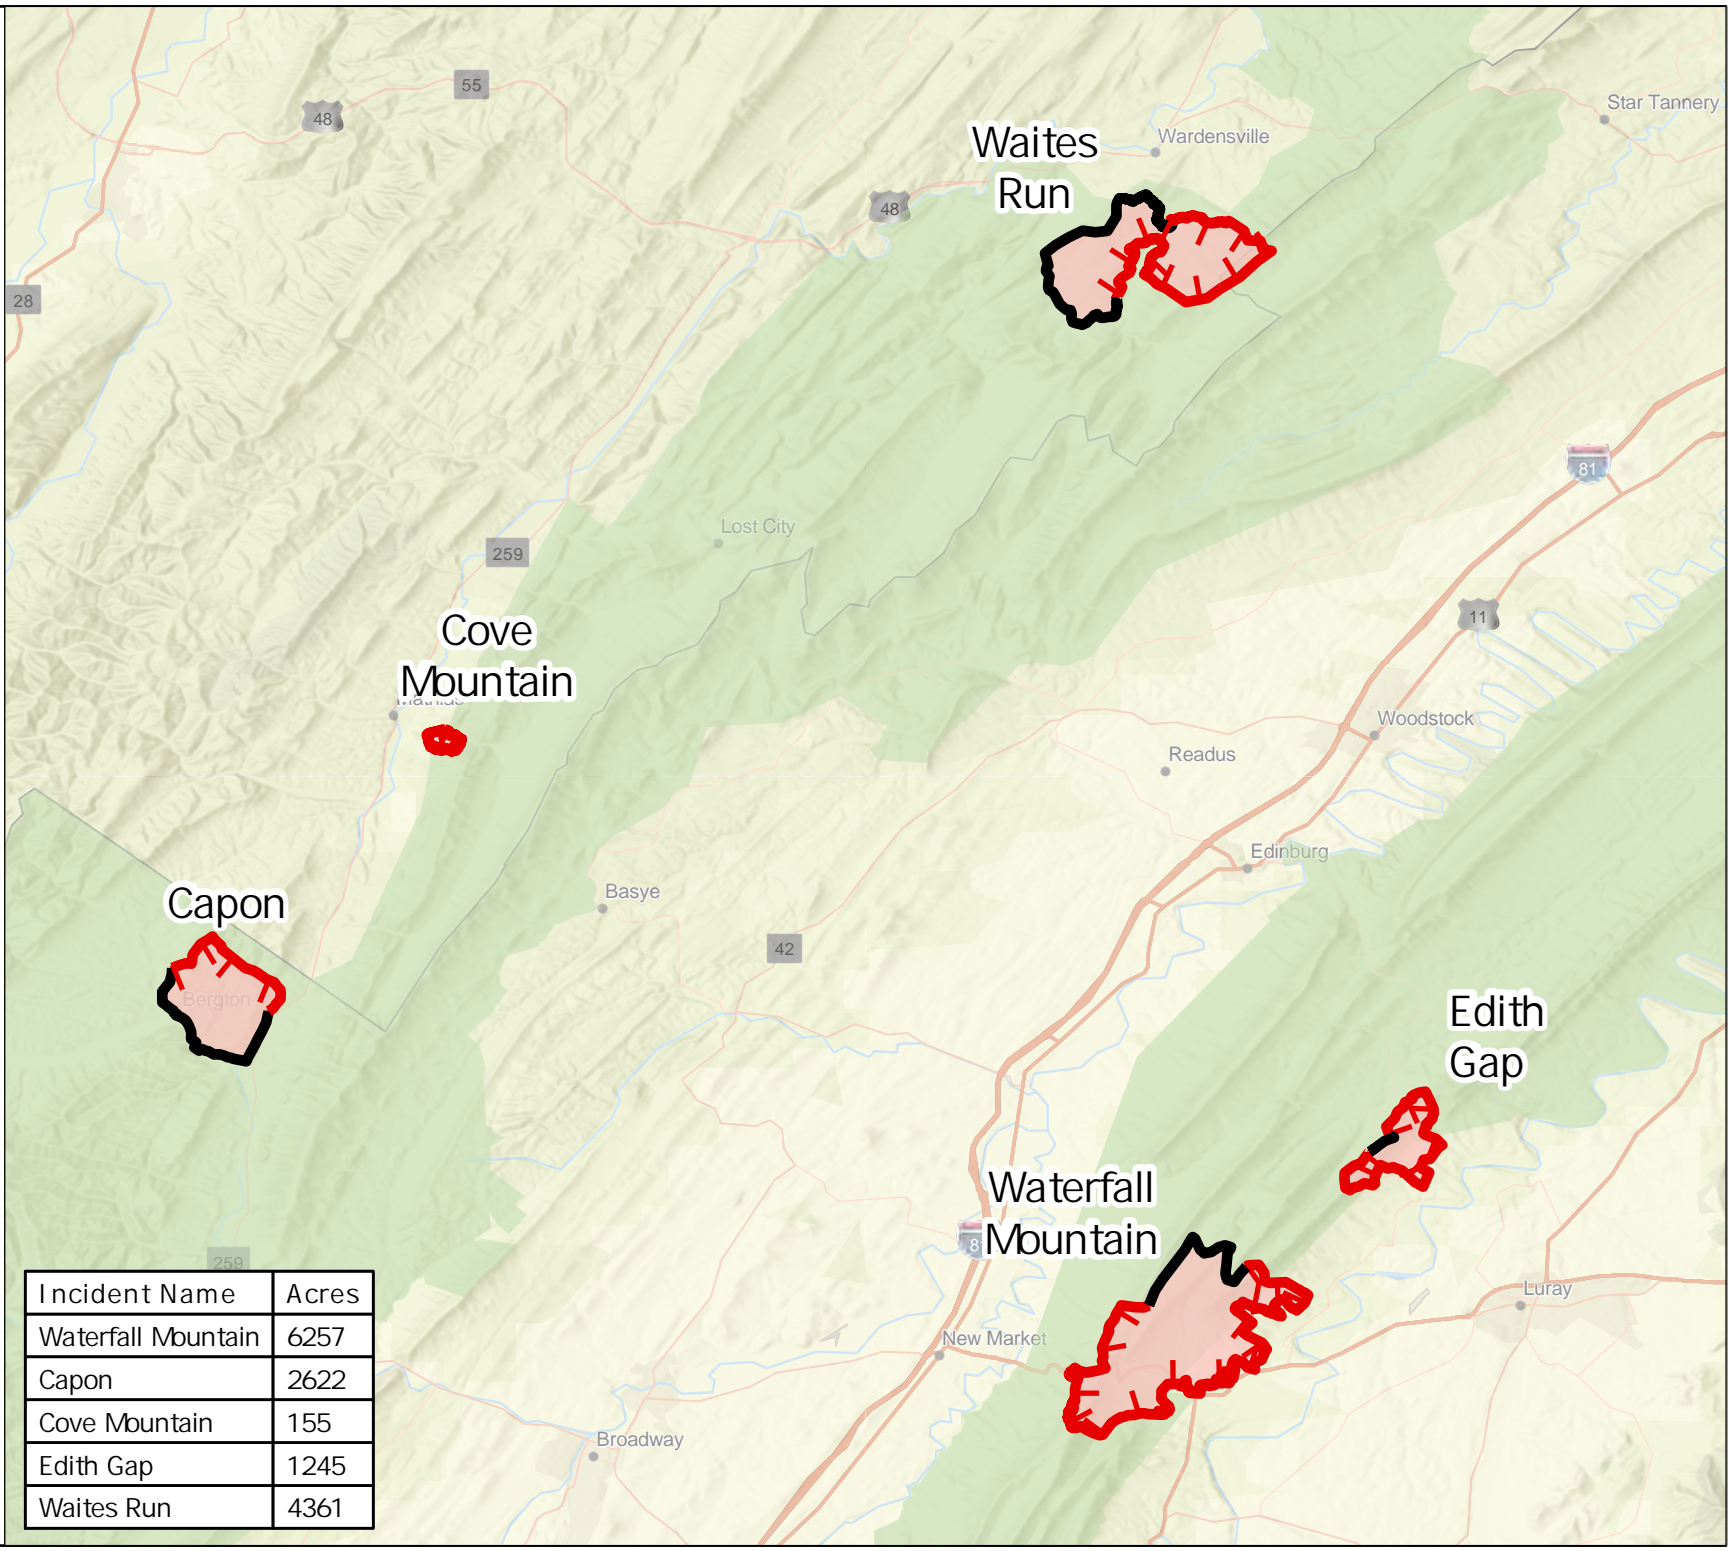 55
48
Star Tannery
Waites
Run
Wardensville
48
28
81
Lost City
259
11
Cove
Mountain
Mathias
Woodstock
Readus
Edinburg
Capon
Basye
42
Bergton
Edith
Gap
Waterfall
Mountain
8
259
Luray
New Market
Broadway
Incident Name Acres
Waterfall Mountain 6257
Capon 2622
Cove Mountain 155
Edith Gap 1245
Waites Run 4361